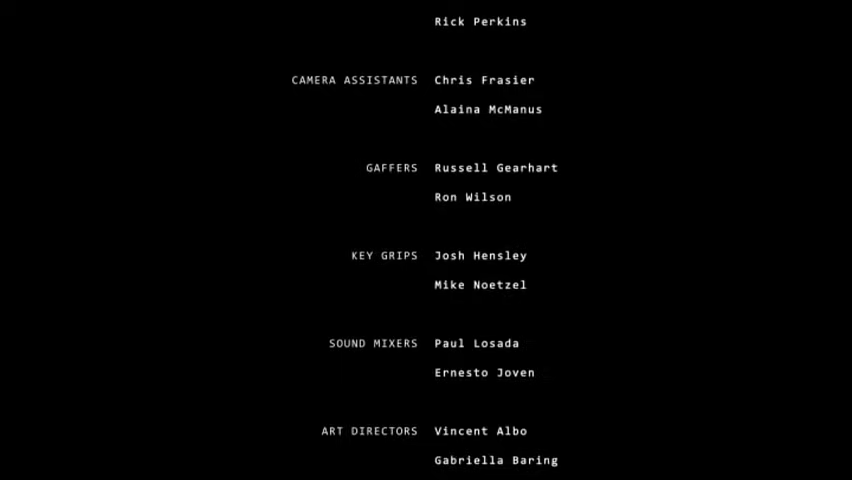 Rick Perkins
CAMERA ASSISTANTS Chris Frasier
Alaina McManus
GAFFERS Russell Gearhart
Ron Wilson
KEY GRIPS Josh Hensley
Mike Noetzel
SOUND MIXERS Paul Losada
Ernesto Joven
ART DIRECTORS Vincent Albo
Gabriella Baring